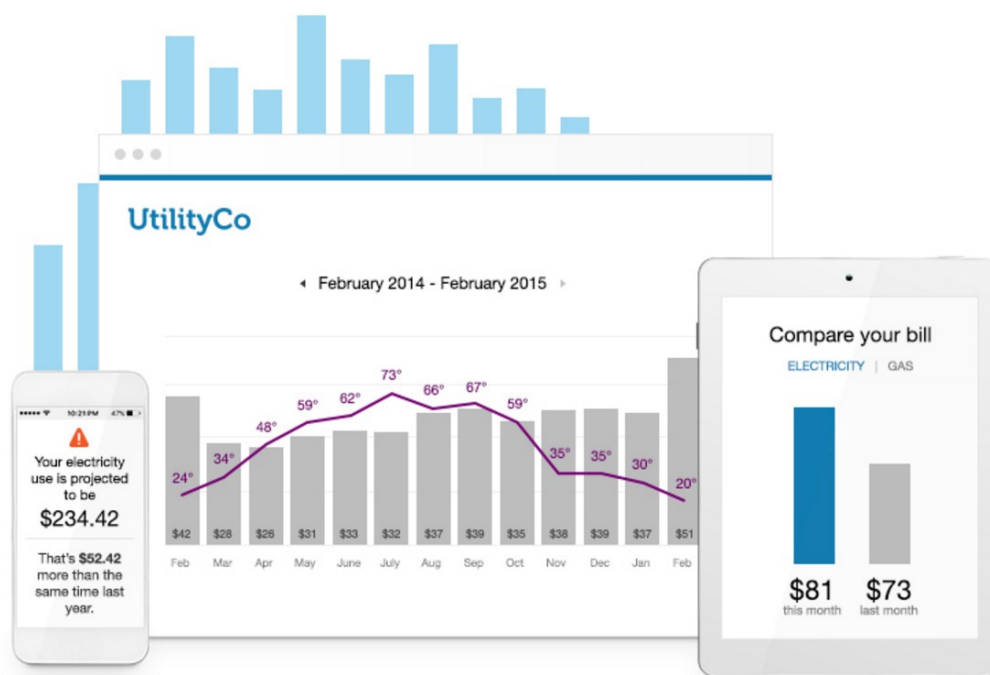 UtilityCo
February 2014 - February 2015
73°
67°
66°
62°
59°
59°
48°
35°
35°
34°
30°
24°
20°
$42 $28 $26 $31 $33 $32 $37 $39 $35 $38 $39 $37 $51
Feb Mar Apr May June July Aug Sep Oct Nov Dec Jan Feb
10:21 PM 47%
Your electricity
use is projected
to be
$234.42
That's $52.42
more than the
same time last
year.
Compare your bill
ELECTRICITY | GAS
$81 $73
this month last month